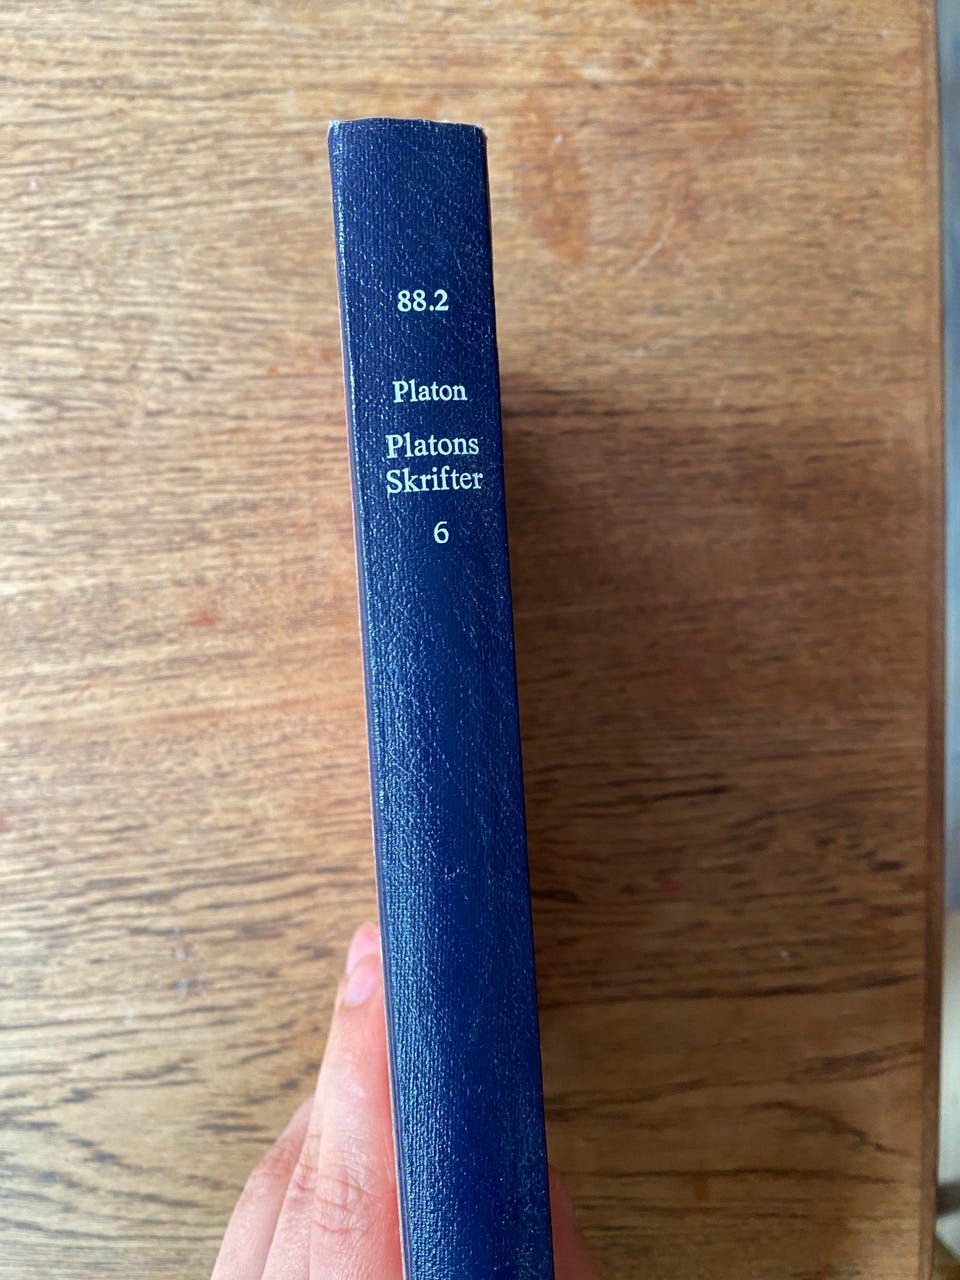 88.2
Platon
Platons
Skrifter
6